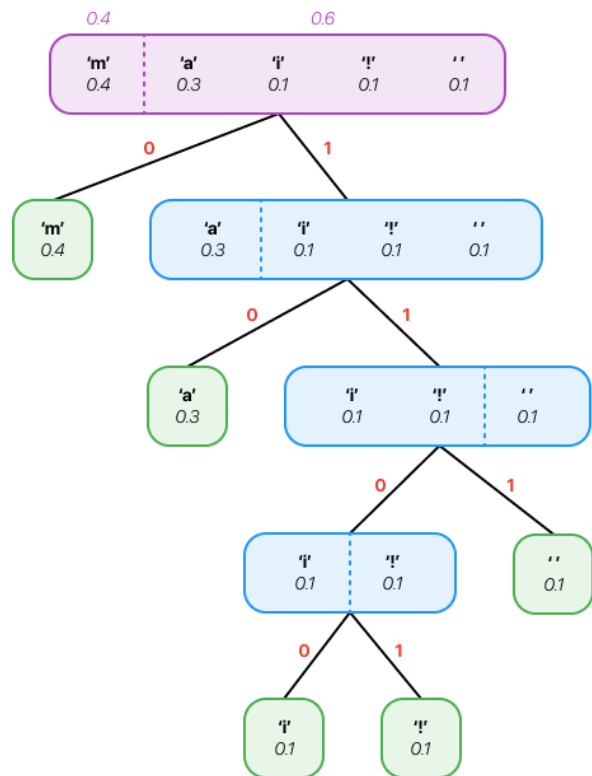 0.4 0.6
‘m’ ‘a’ ‘i’ ‘!’ ‘ ’
0.4 0.3 0.1 0.1 0.1
0 1
‘m’ ‘a’ ‘i’ ‘!’ ‘ ’
0.4 0.3 0.1 0.1 0.1
0 1
‘a’ ‘i’ ‘!’ ‘ ’
0.3 0.1 0.1 0.1
0 1
‘i’ ‘!’ ‘ ’
0.1 0.1 0.1
0 1
‘i’ ‘!’
0.1 0.1